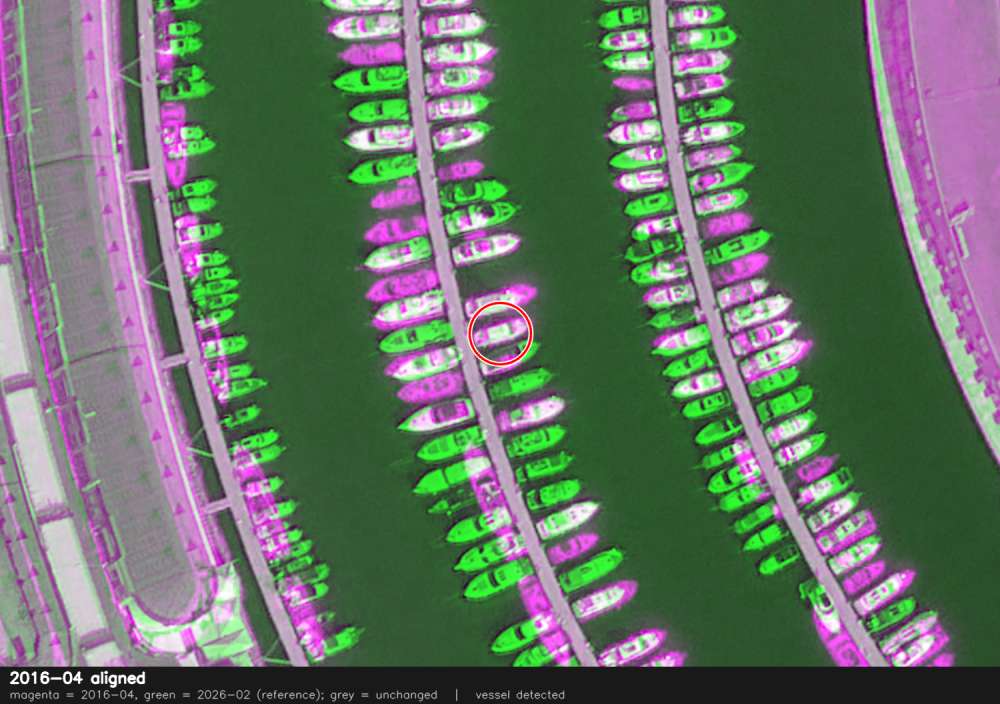 2016-04 aligned
magenta = 2016-04, green = 2026-02 (reference); grey = unchanged | vessel detected